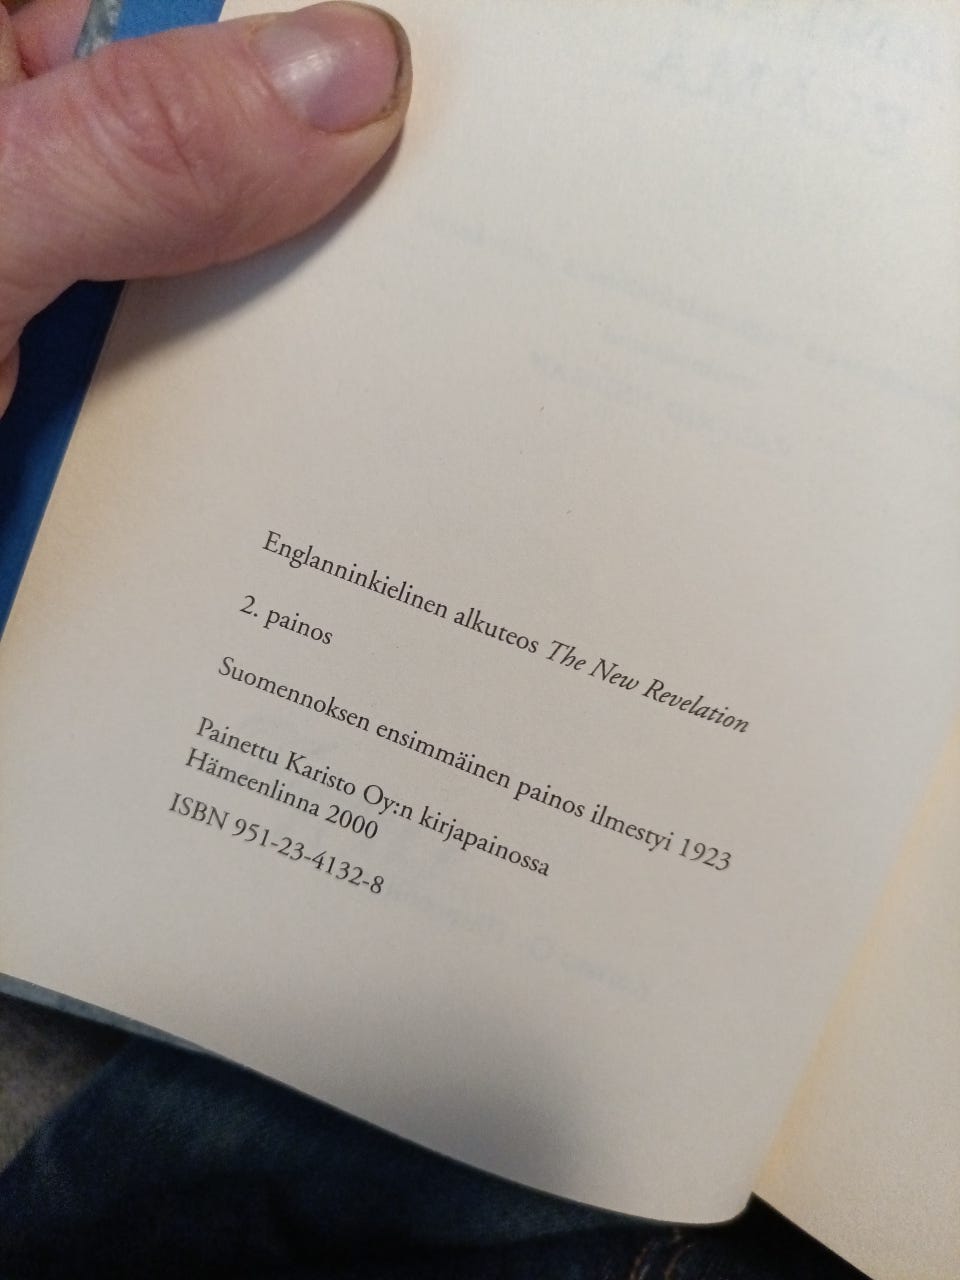 Englanninkielinen alkuteos The New Revelation
2. painos
Suomennoksen ensimmäinen painos ilmestyi 1923
Painettu Karisto Oy:n kirjapainossa
Hämeenlinna 2000
ISBN 951-23-4132-8